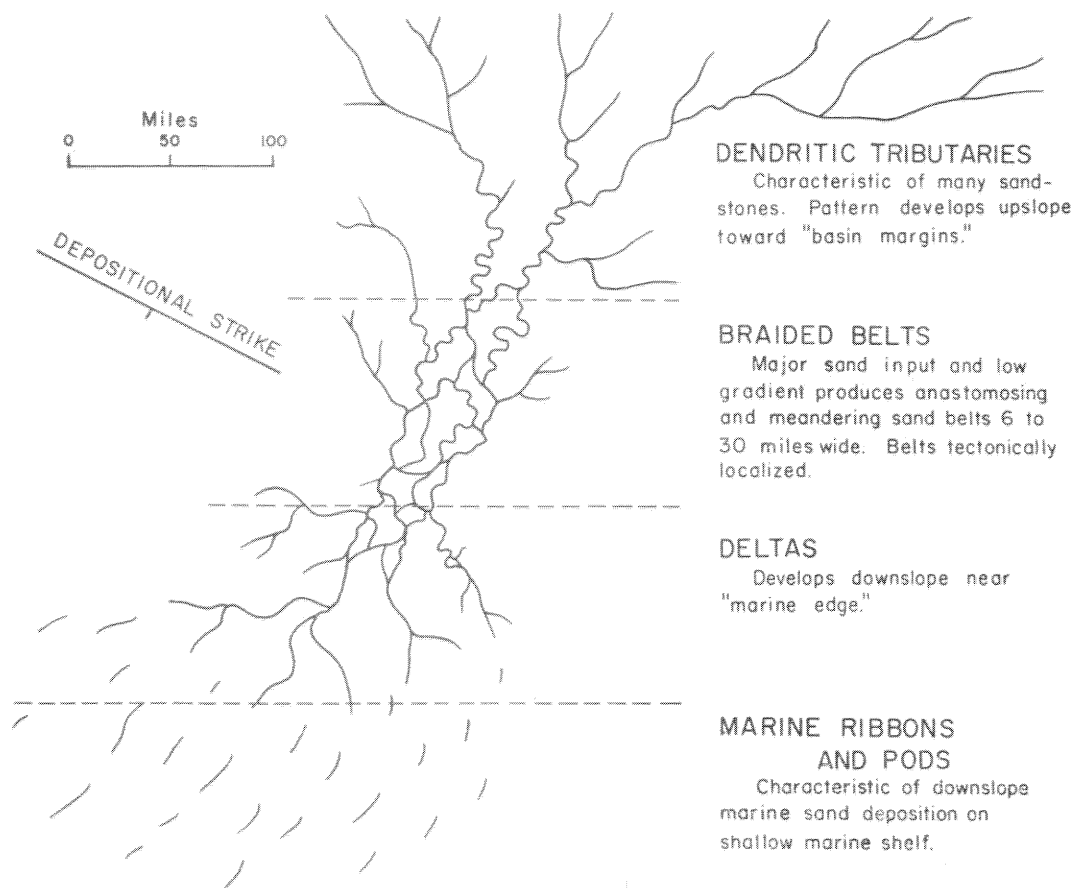 Miles
0 50 100
DEPOSITIONAL STRIKE
DENDRITIC TRIBUTARIES
Characteristic of many sand-
stones. Pattern develops upslope
toward "basin margins."
BRAIDED BELTS
Major sand input and low
gradient produces anastomosing
and meandering sand belts 6 to
30 miles wide. Belts tectonically
localized.
DELTAS
Develops downslope near
"marine edge."
MARINE RIBBONS
AND PODS
Characteristic of downslope
marine sand deposition on
shallow marine shelf.